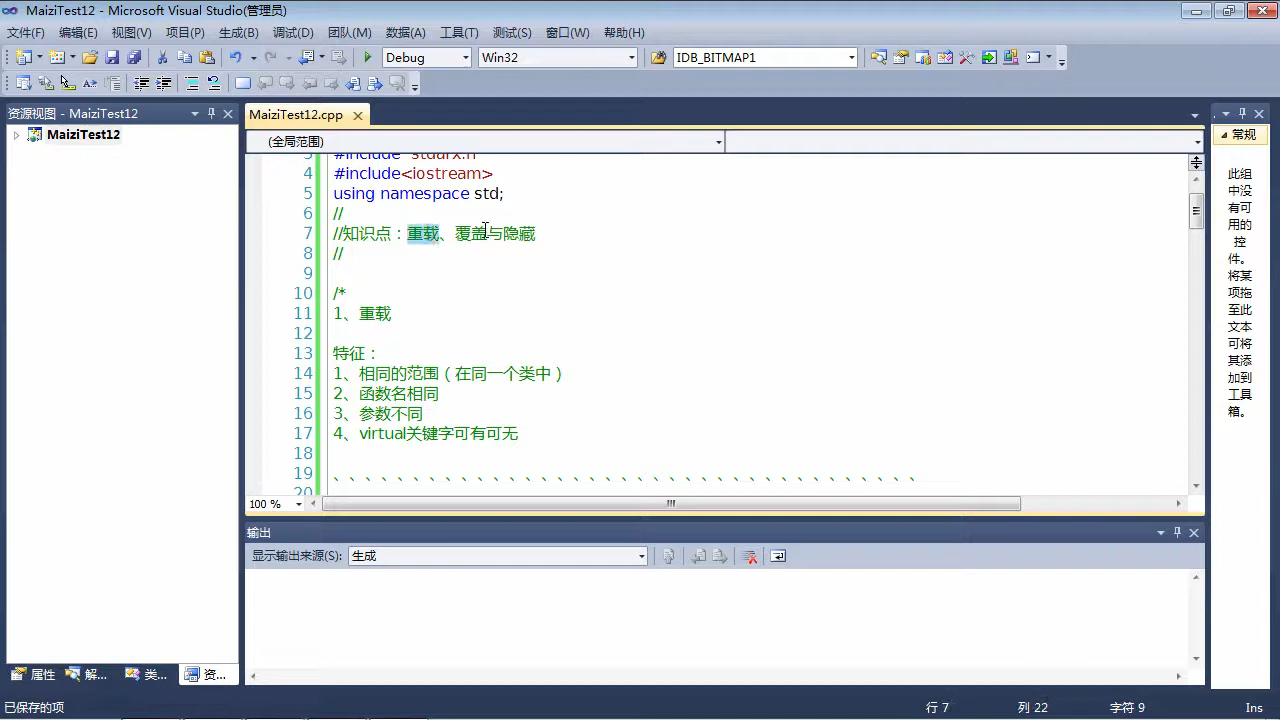 MaiziTest12 - Microsoft Visual Studio(管理员)
文件(F) 编辑(E) 视图(V) 项目(P) 生成(B) 调试(D) 团队(M) 数据(A) 工具(T) 测试(S) 窗口(W) 帮助(H)
Debug Win32 IDB_BITMAP1
资源视图 - MaiziTest12
MaiziTest12
MaiziTest12.cpp
(全局范围)
3 #include "stdafx.h"
4 #include<iostream>
5 using namespace std;
6 //
7 //知识点：重载、覆盖与隐藏
8 //
9
10 /*
11 1、重载
12
13 特征：
14 1、相同的范围（在同一个类中）
15 2、函数名相同
16 3、参数不同
17 4、virtual关键字可有可无
18
19 、、、、、、、、、、、、、、、、、、、、、、、、、、、、、、、、、、、、、
20
100 %
输出
显示输出来源(S): 生成
常规
此组
中没
有可
用的
控
件。
将某
项拖
至此
文本
可将
其添
加到
工具
箱。
属性 解... 类... 资...
已保存的项 行 7 列 22 字符 9 Ins